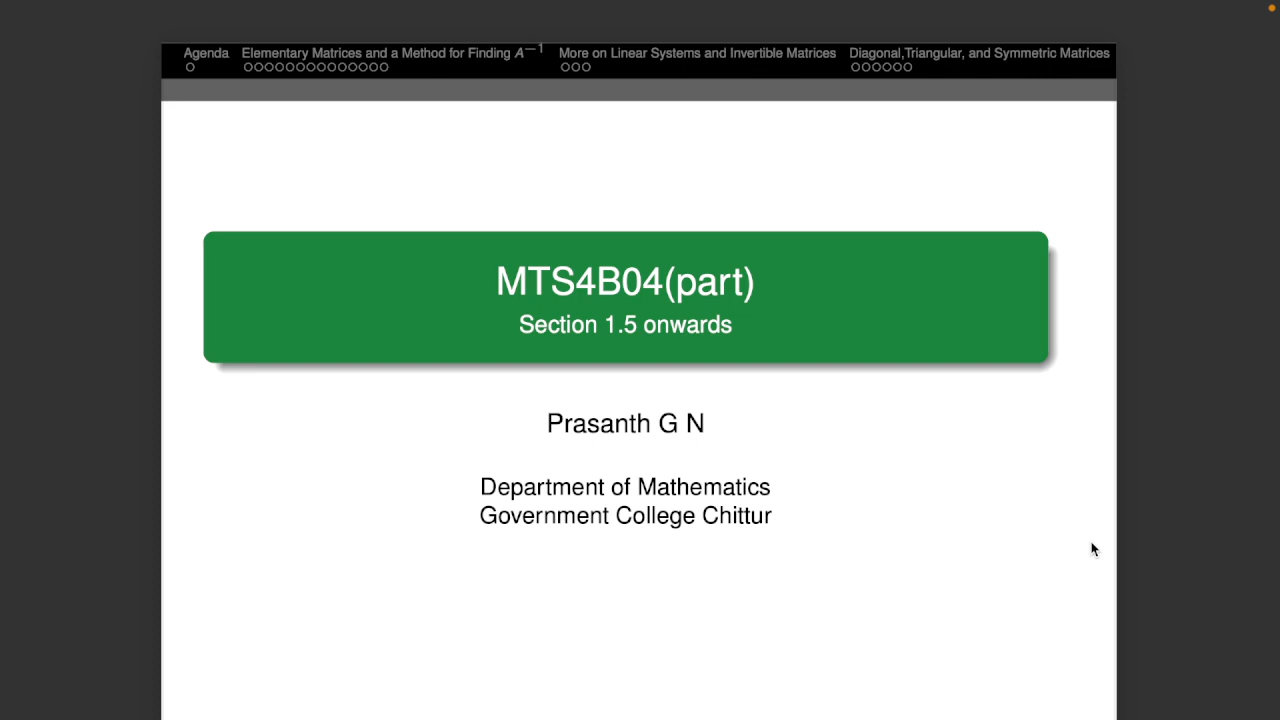 Agenda
Elementary Matrices and a Method for Finding A⁻¹
More on Linear Systems and Invertible Matrices
Diagonal,Triangular, and Symmetric Matrices
MTS4B04(part)
Section 1.5 onwards
Prasanth G N
Department of Mathematics
Government College Chittur